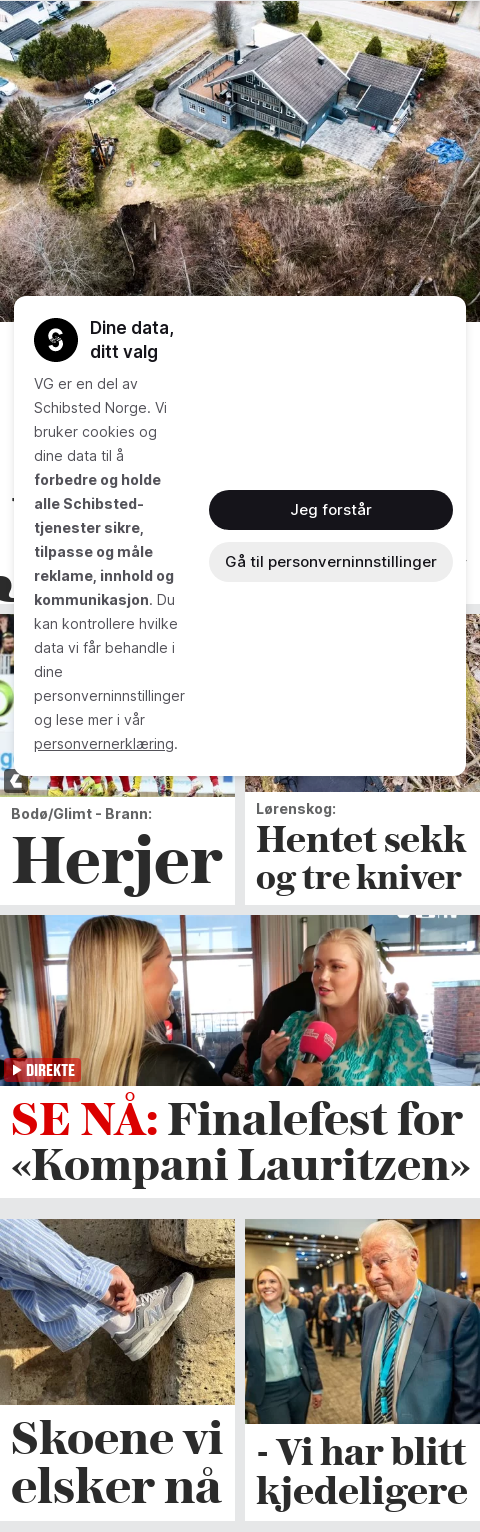 Dine data,
ditt valg
VG er en del av
Schibsted Norge. Vi
bruker cookies og
dine data til å
forbedre og holde
alle Schibsted-
tjenester sikre,
tilpasse og måle
reklame, innhold og
kommunikasjon. Du
kan kontrollere hvilke
data vi får behandle i
dine
personverninnstillinger
og lese mer i vår
personvernerklæring.
Jeg forstår
Gå til personverninnstillinger
Bodø/Glimt - Brann:
Herjer
Lørenskog:
Hentet sekk
og tre kniver
DIREKTE
SE NÅ: Finalefest for
«Kompani Lauritzen»
Skoene vi
elsker nå
- Vi har blitt
kjedeligere